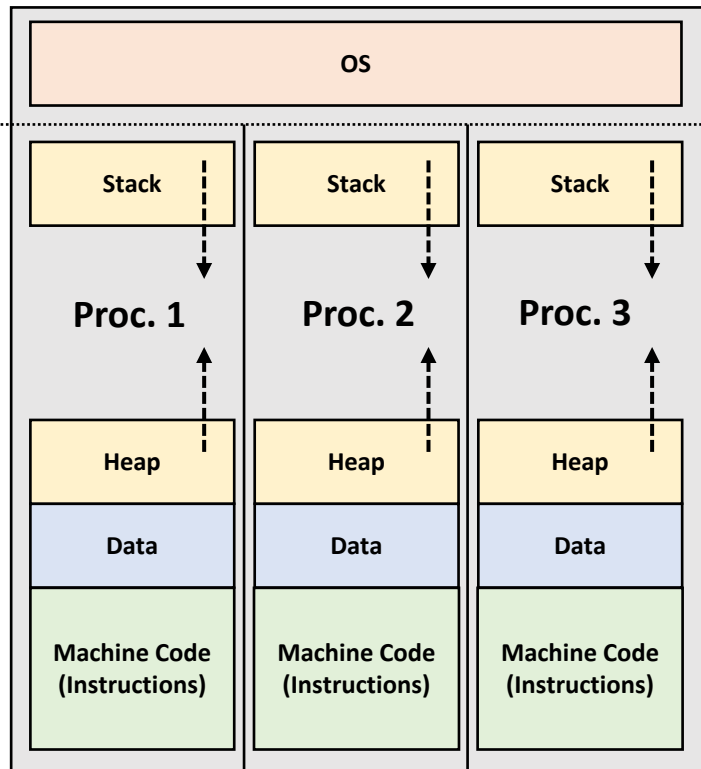 OS
Stack
Stack
Stack
Proc. 1
Proc. 2
Proc. 3
Heap
Heap
Heap
Data
Data
Data
Machine Code
(Instructions)
Machine Code
(Instructions)
Machine Code
(Instructions)